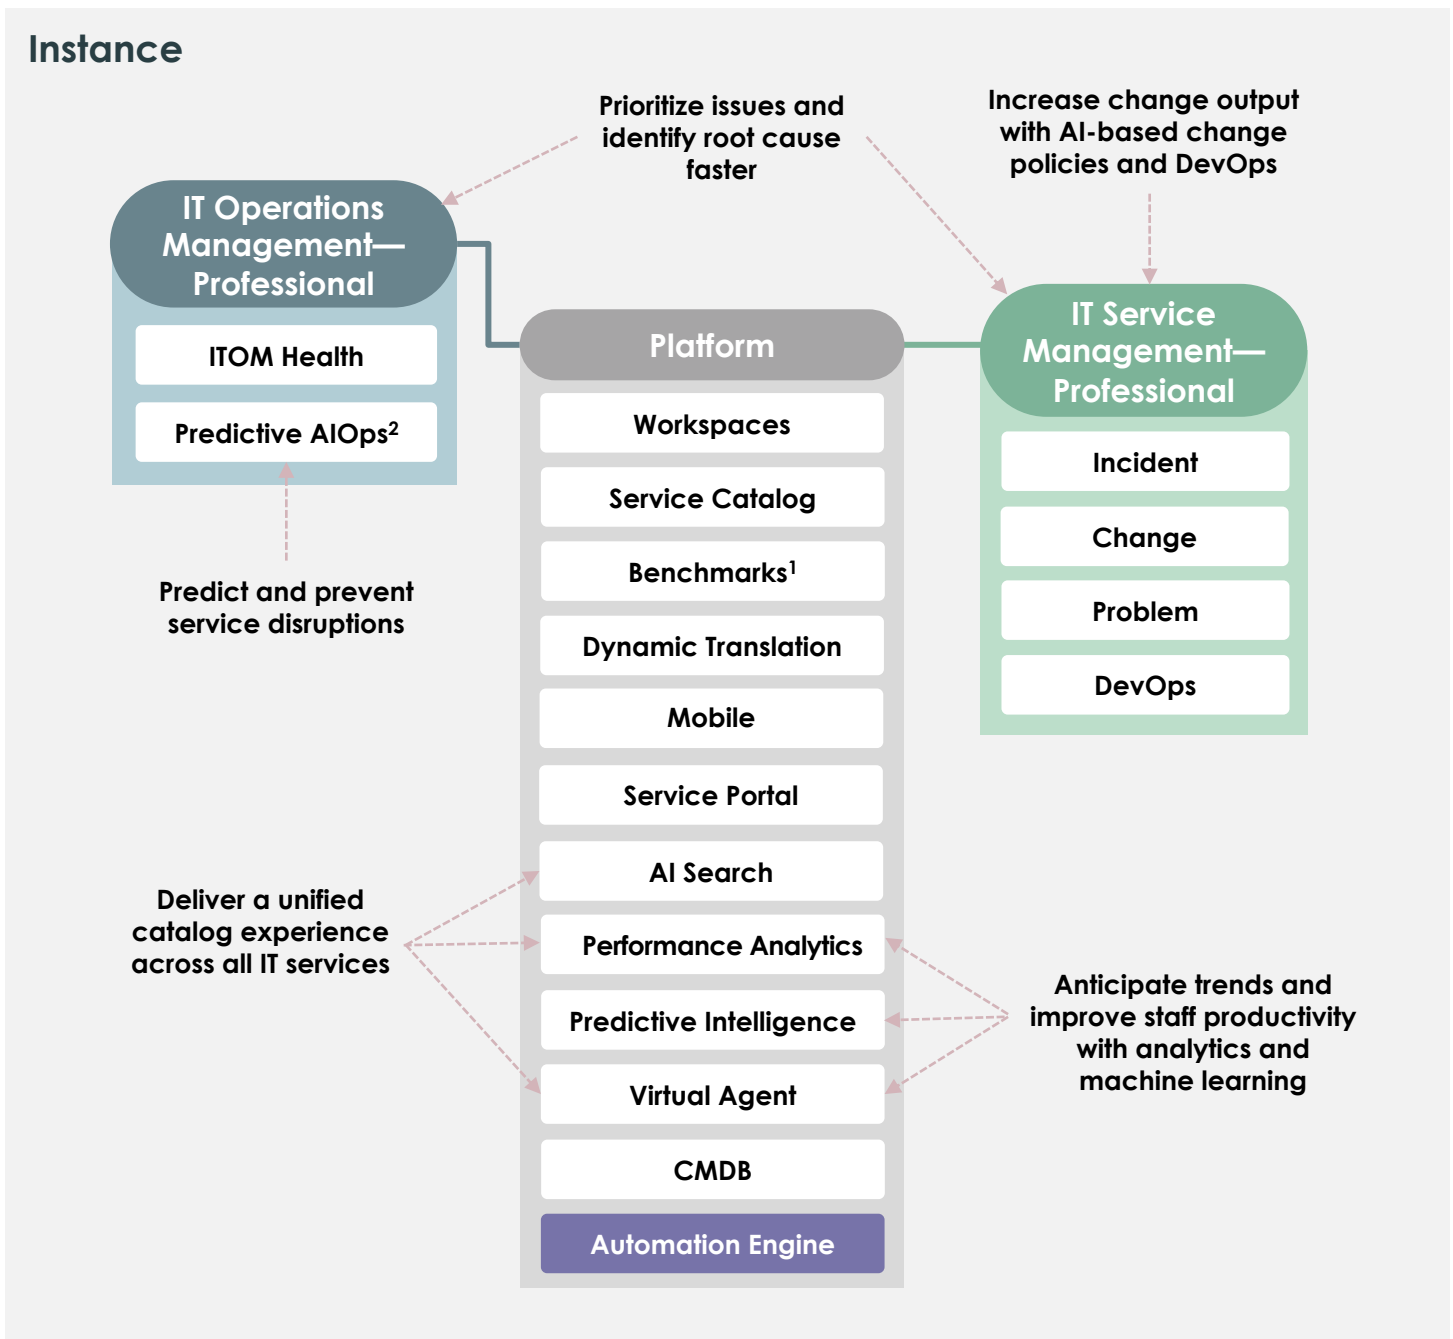 Instance
Prioritize issues and
identify root cause
faster
Increase change output
with AI-based change
policies and DevOps
IT Operations
Management—
Professional
ITOM Health
Predictive AIOps²
Predict and prevent
service disruptions
Platform
Workspaces
Service Catalog
Benchmarks¹
Dynamic Translation
Mobile
Service Portal
AI Search
Performance Analytics
Predictive Intelligence
Virtual Agent
CMDB
Automation Engine
IT Service
Management—
Professional
Incident
Change
Problem
DevOps
Deliver a unified
catalog experience
across all IT services
Anticipate trends and
improve staff productivity
with analytics and
machine learning